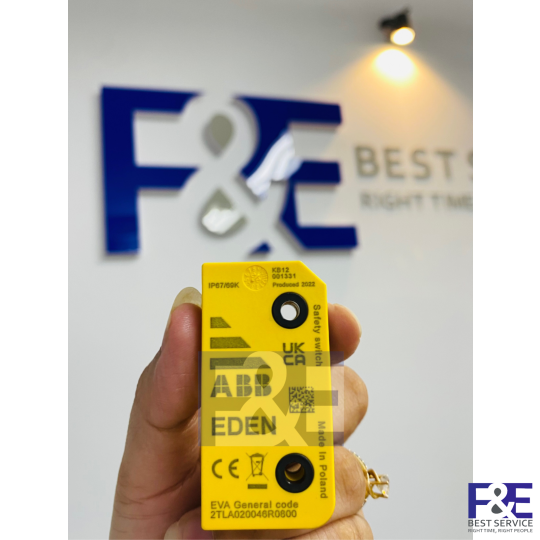 F&E
BEST S
RIGHT TIME
IP67/69K
KB12
001331
Produced 2022
Safety switch
UK
CA
ABB
EDEN
Made in Poland
CE
EVA General code
2TLA020046R0800
F&E
F&E
BEST SERVICE
RIGHT TIME, RIGHT PEOPLE